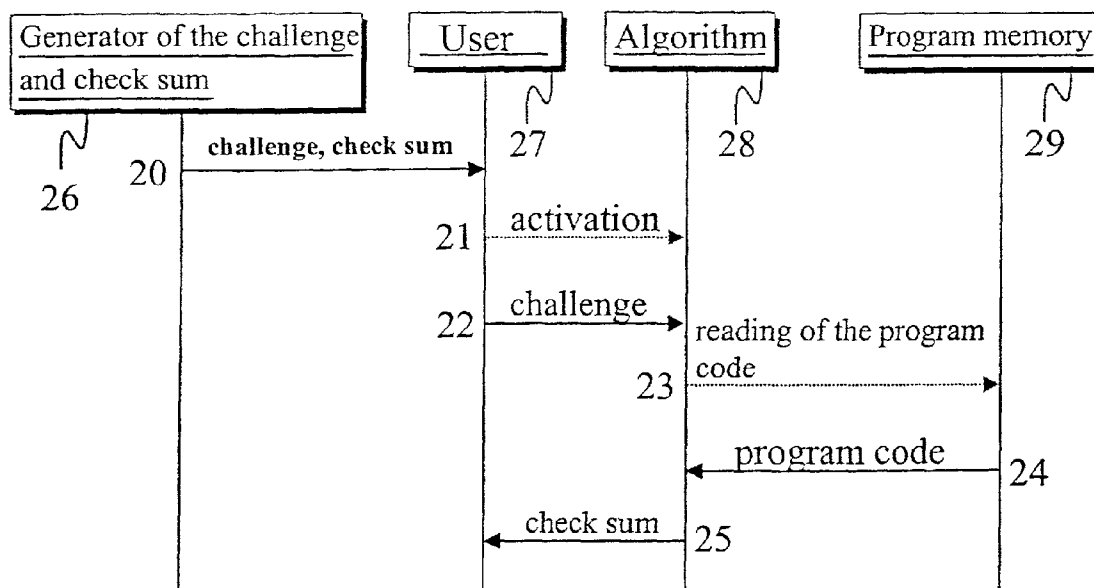 Generator of the challenge
and check sum
User
Algorithm
Program memory
26
27
28
29
20
challenge, check sum
21
activation
22
challenge
reading of the program
code
23
program code
24
check sum
25